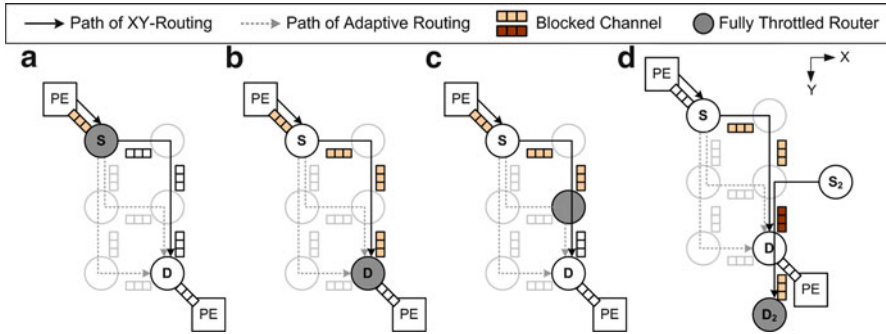 Path of XY-Routing Path of Adaptive Routing Blocked Channel Fully Throttled Router
a b c d
X
Y
PE PE PE PE
S S S S
S₂
D D D D
PE PE PE PE
D₂